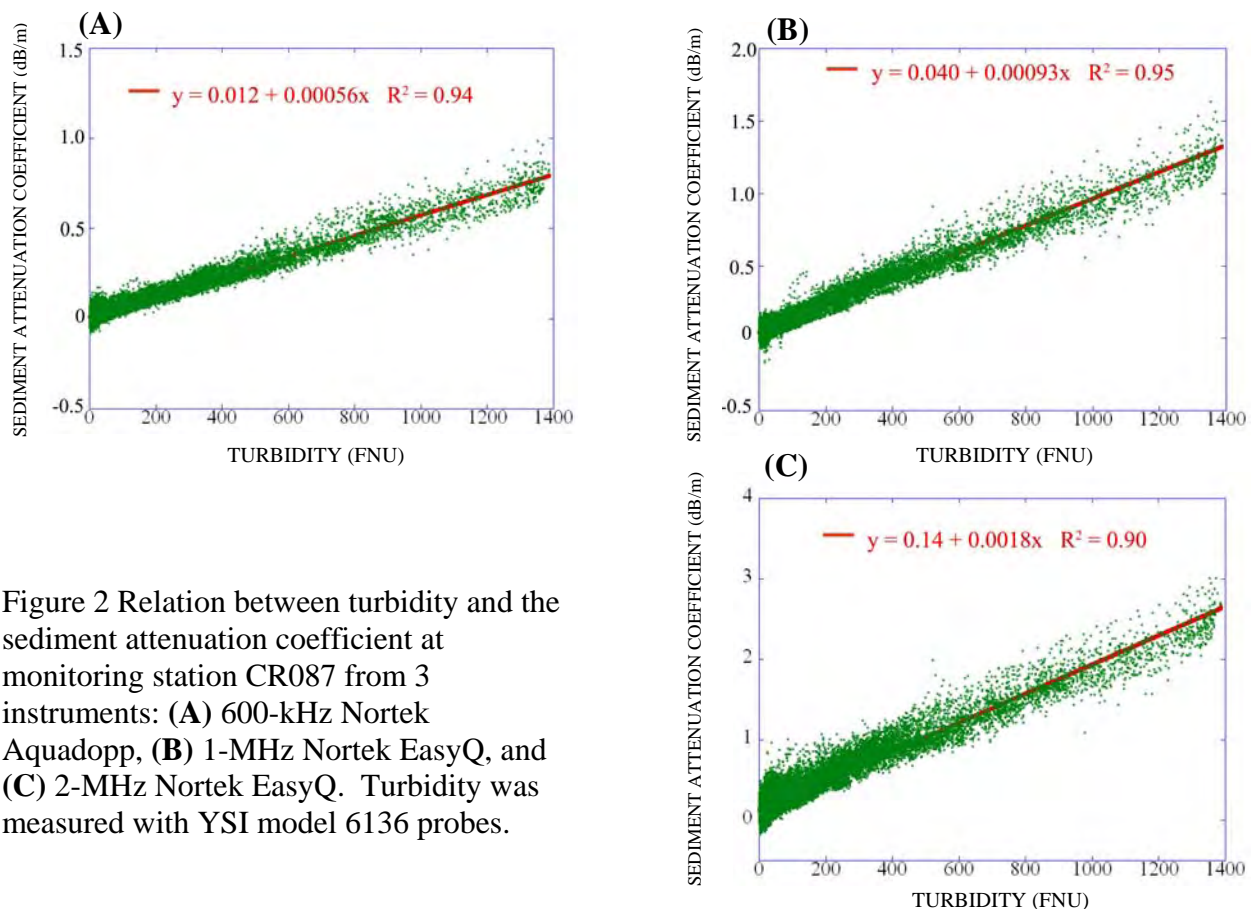 (A)
SEDIMENT ATTENUATION COEFFICIENT (dB/m)
1.5
1.0
0.5
0
-0.5
y = 0.012 + 0.00056x R² = 0.94
0 200 400 600 800 1000 1200 1400
TURBIDITY (FNU)
(B)
SEDIMENT ATTENUATION COEFFICIENT (dB/m)
2.0
1.5
1.0
0.5
0
-0.5
y = 0.040 + 0.00093x R² = 0.95
0 200 400 600 800 1000 1200 1400
TURBIDITY (FNU)
(C)
SEDIMENT ATTENUATION COEFFICIENT (dB/m)
4
3
2
1
0
y = 0.14 + 0.0018x R² = 0.90
0 200 400 600 800 1000 1200 1400
TURBIDITY (FNU)
Figure 2 Relation between turbidity and the
sediment attenuation coefficient at
monitoring station CR087 from 3
instruments: (A) 600-kHz Nortek
Aquadopp, (B) 1-MHz Nortek EasyQ, and
(C) 2-MHz Nortek EasyQ. Turbidity was
measured with YSI model 6136 probes.